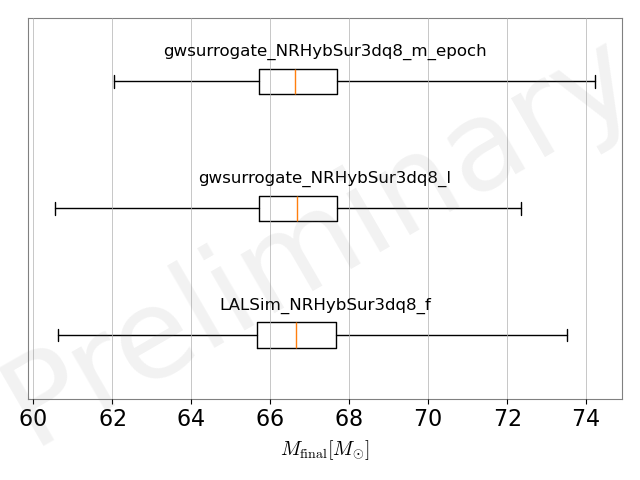 gwsurrogate_NRHybSur3dq8_m_epoch
gwsurrogate_NRHybSur3dq8_l
LALSim_NRHybSur3dq8_f
Preliminary
60 62 64 66 68 70 72 74
M_final[M_⊙]